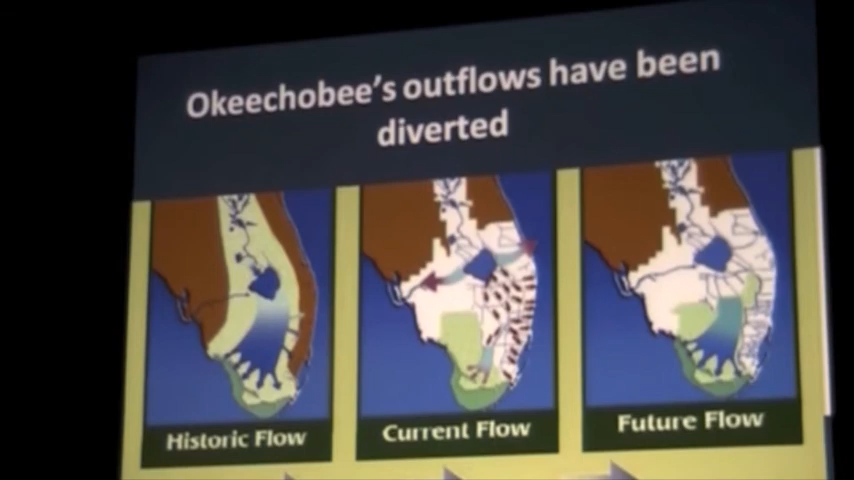 Okeechobee's outflows have been
diverted
Historic Flow
Current Flow
Future Flow